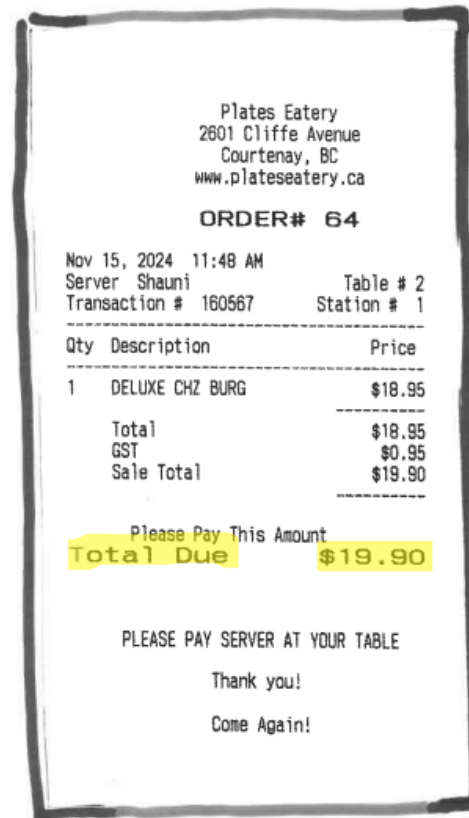 Plates Eatery
2601 Cliffe Avenue
Courtenay, BC
www.plateseatery.ca
ORDER# 64
Nov 15, 2024 11:48 AM
Server Shauni Table # 2
Transaction # 160567 Station # 1
Qty Description Price
1 DELUXE CHZ BURG $18.95
Total $18.95
GST $0.95
Sale Total $19.90
Please Pay This Amount
Total Due $19.90
PLEASE PAY SERVER AT YOUR TABLE
Thank you!
Come Again!